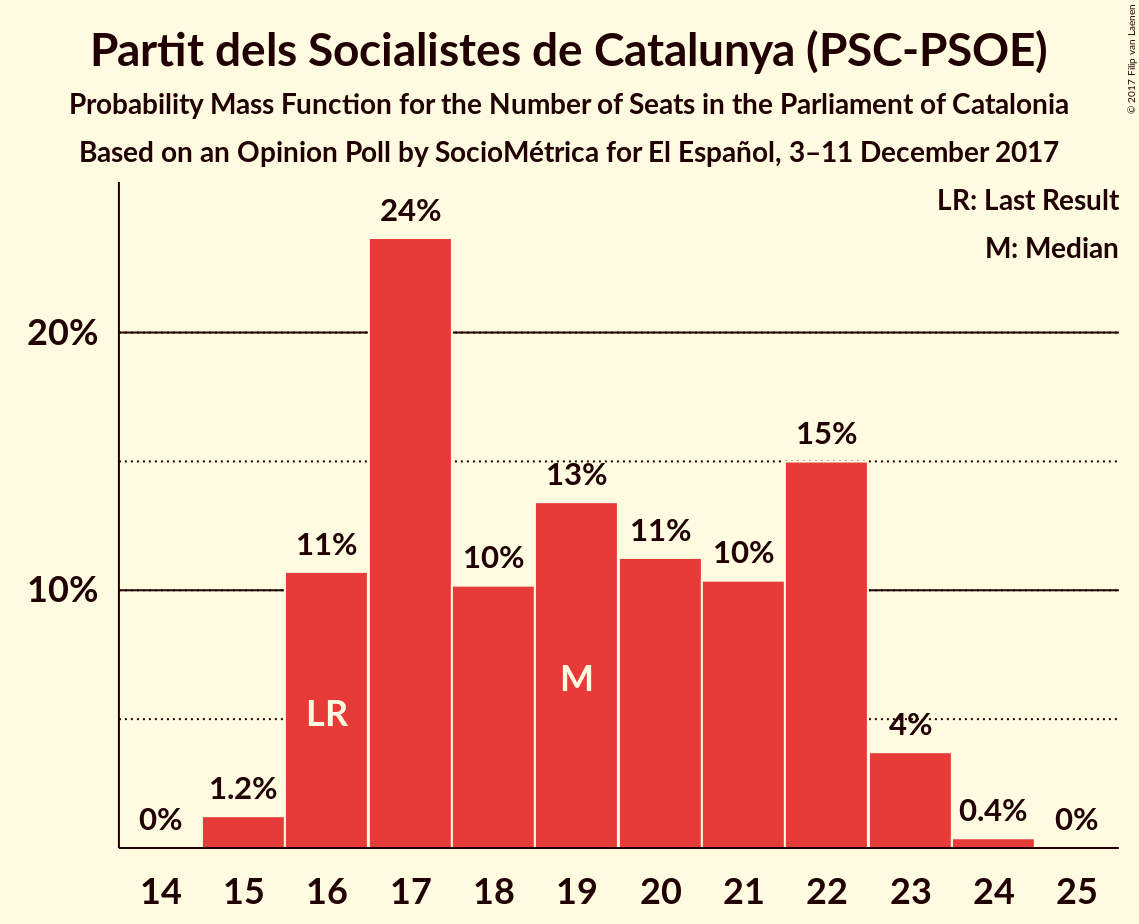 Partit dels Socialistes de Catalunya (PSC-PSOE)
Probability Mass Function for the Number of Seats in the Parliament of Catalonia
Based on an Opinion Poll by SocioMétrica for El Español, 3–11 December 2017
© 2017 Filip van Laenen
LR: Last Result
M: Median
24%
20%
15%
13%
11%
11%
10%
10%
10%
M
LR
4%
1.2%
0%
0.4%
0%
14 15 16 17 18 19 20 21 22 23 24 25